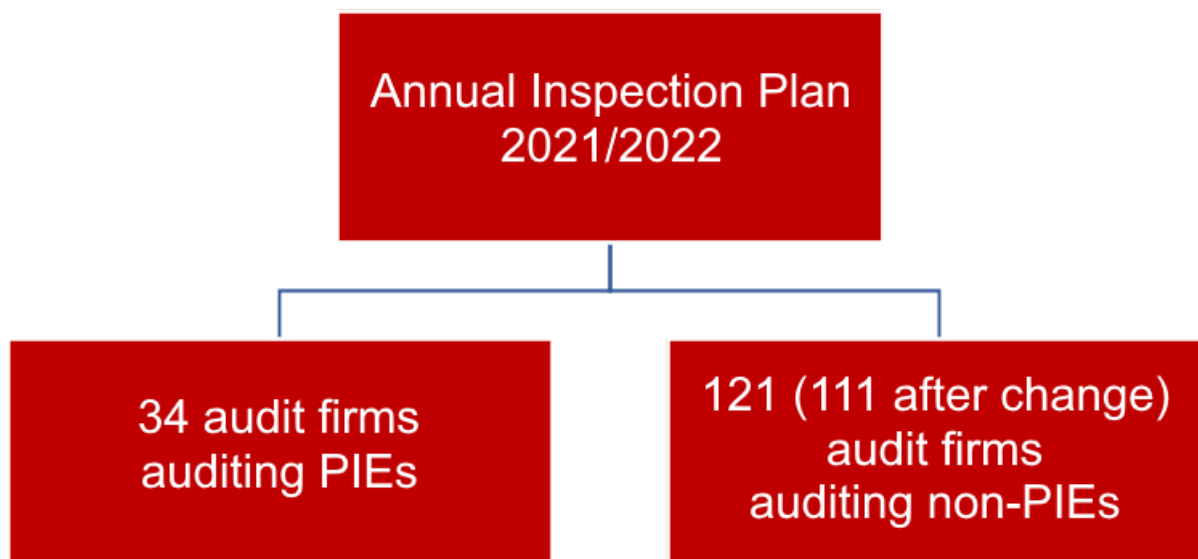 Annual Inspection Plan
2021/2022
34 audit firms
auditing PIEs
121 (111 after change)
audit firms
auditing non-PIEs